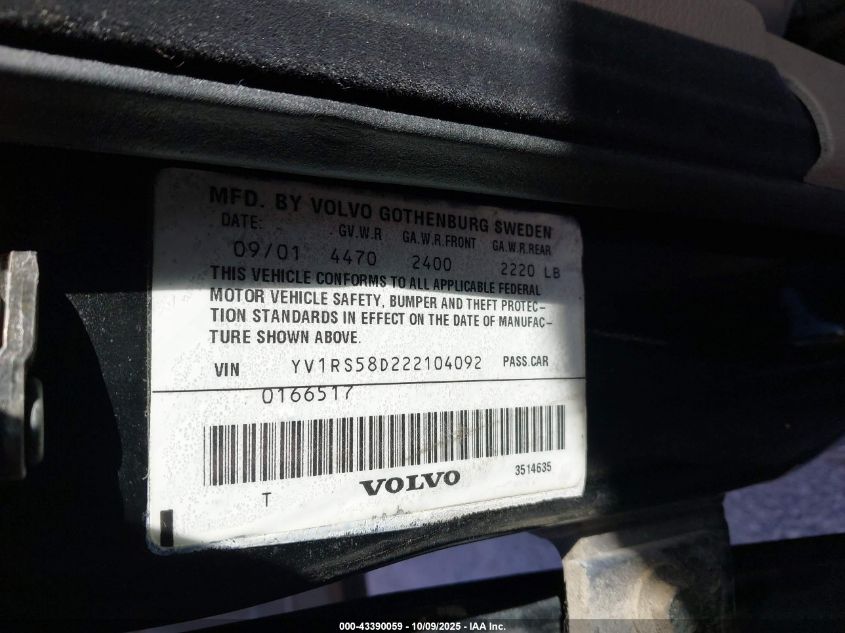 MFD. BY VOLVO GOTHENBURG SWEDEN
DATE: GV.W.R GA.W.R.FRONT GA.W.R.REAR
09/01 4470 2400 2220 LB
THIS VEHICLE CONFORMS TO ALL APPLICABLE FEDERAL
MOTOR VEHICLE SAFETY, BUMPER AND THEFT PROTEC-
TION STANDARDS IN EFFECT ON THE DATE OF MANUFAC-
TURE SHOWN ABOVE.
VIN YV1RS58D222104092 PASS.CAR
0166517
T VOLVO 3514635
000-43390059 - 10/09/2025 - IAA Inc.